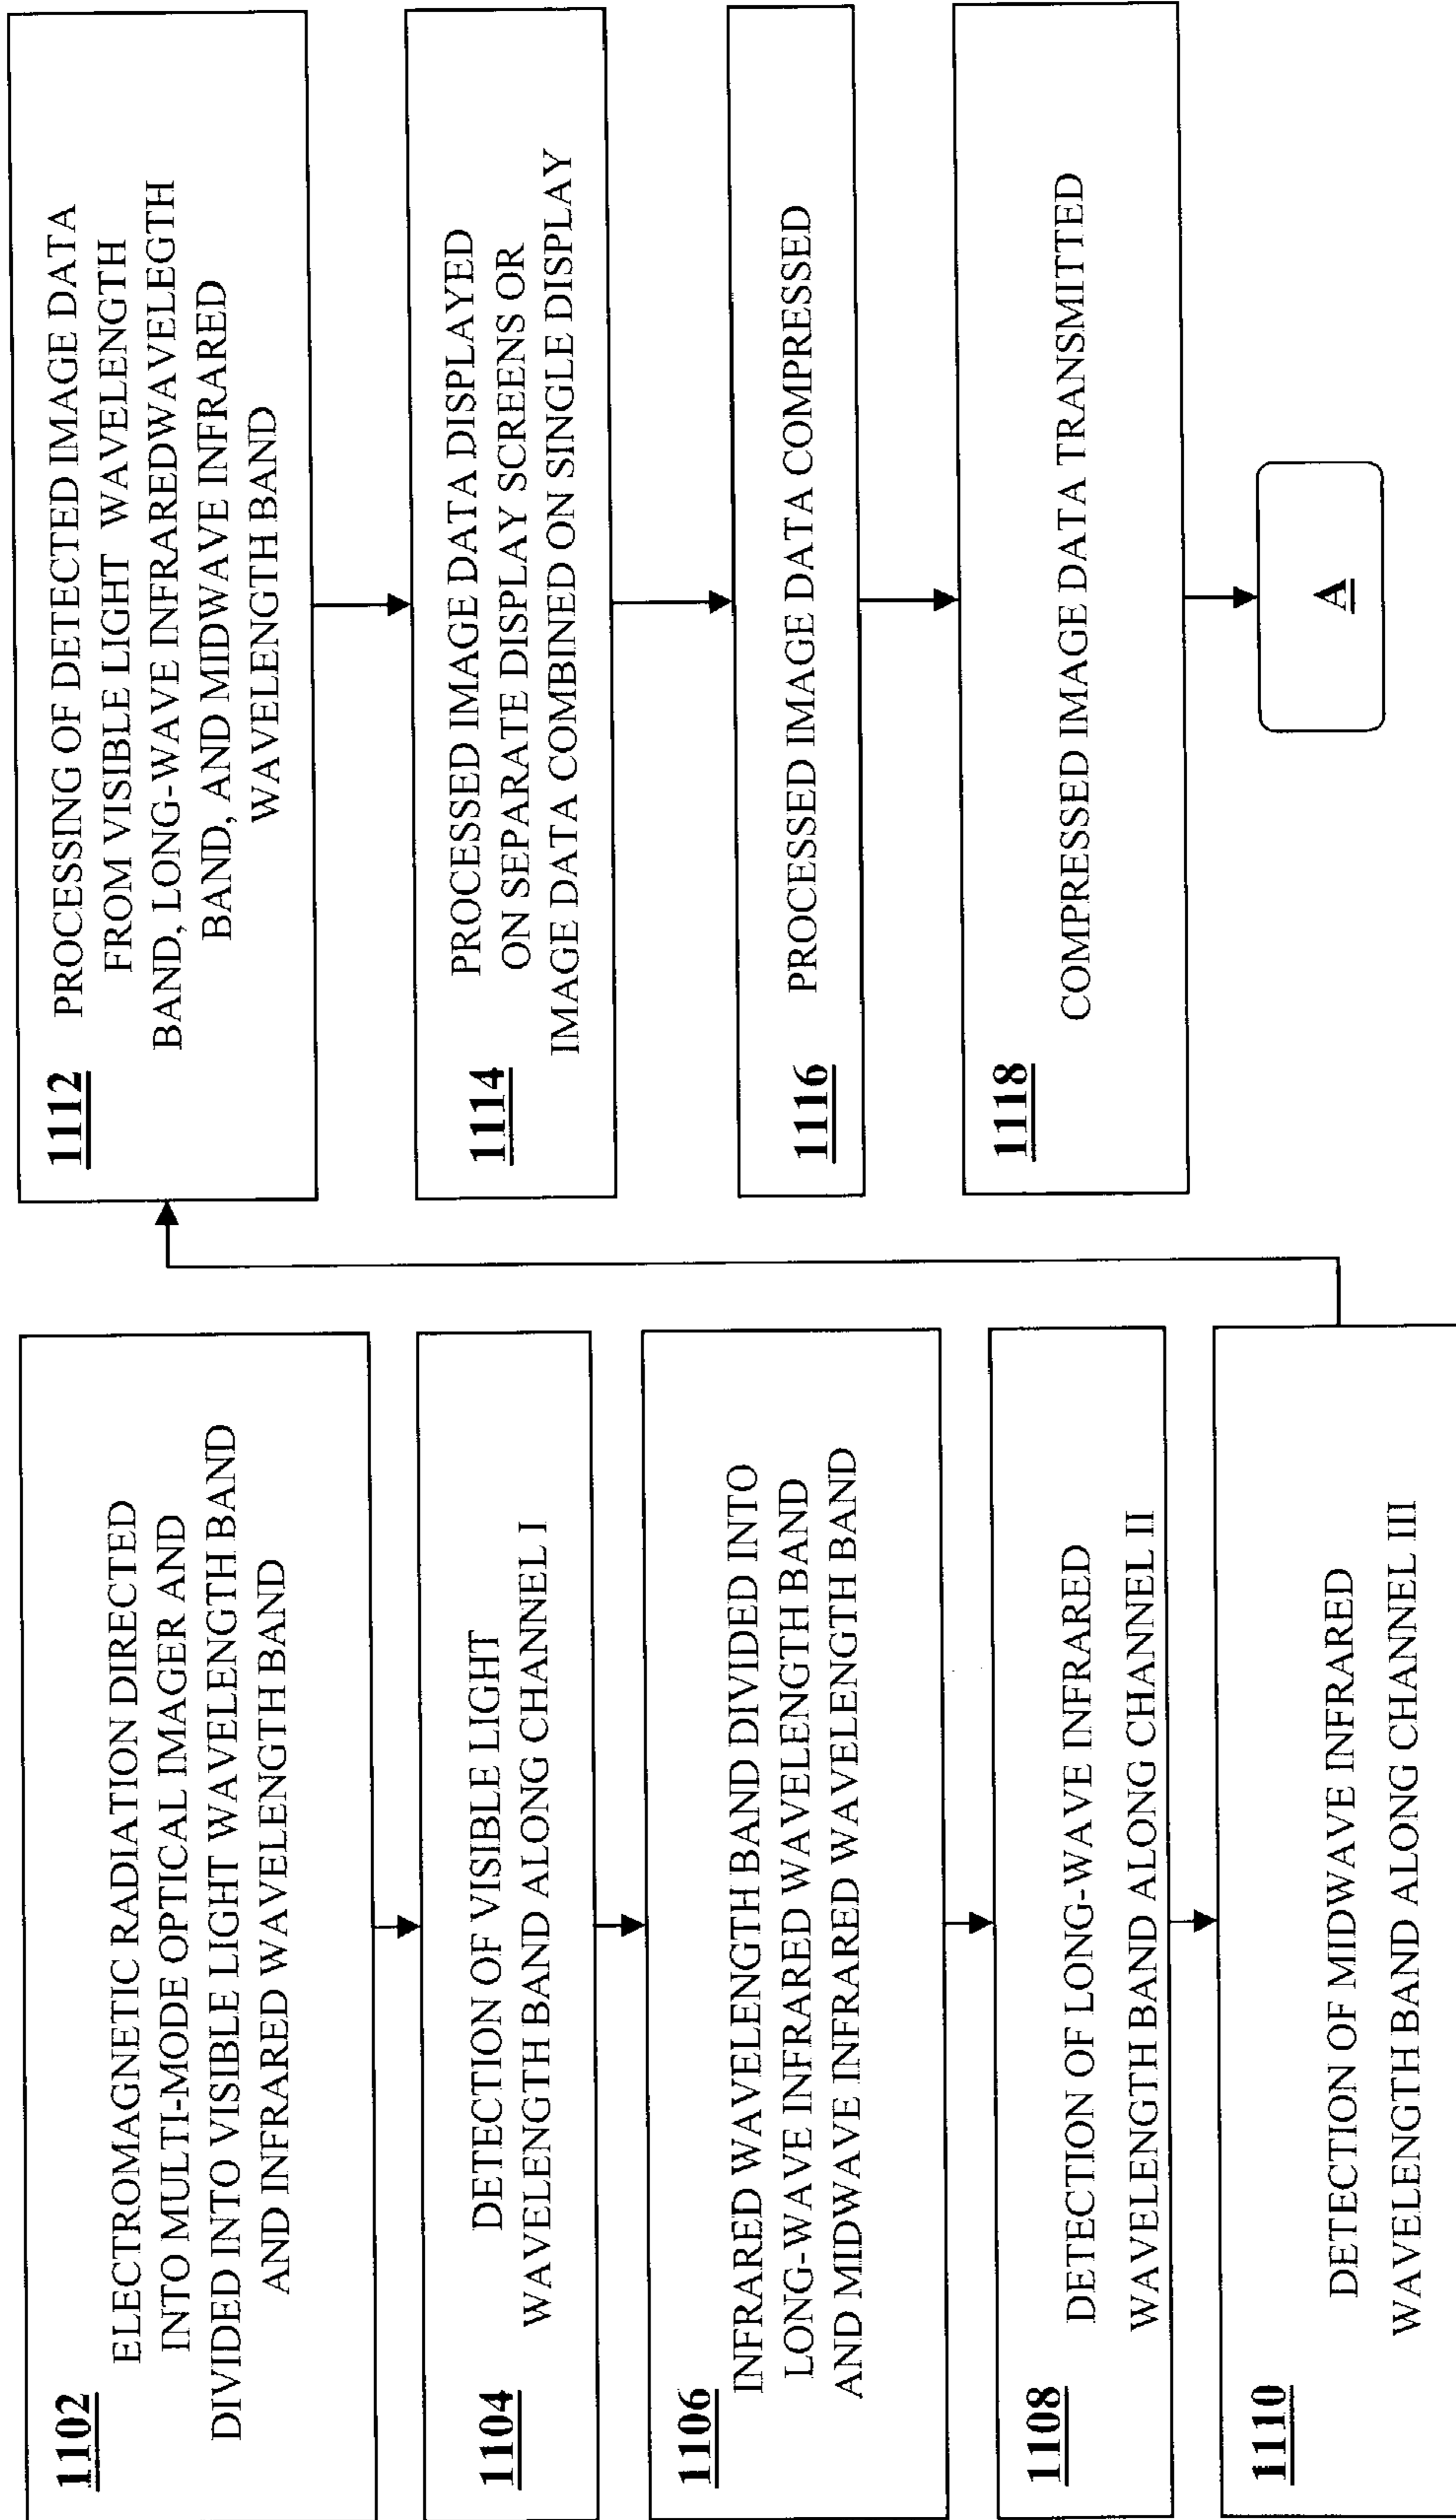 1102
ELECTROMAGNETIC RADIATION DIRECTED
INTO MULTI-MODE OPTICAL IMAGER AND
DIVIDED INTO VISIBLE LIGHT WAVELENGTH BAND
AND INFRARED WAVELENGTH BAND
1104
DETECTION OF VISIBLE LIGHT
WAVELENGTH BAND ALONG CHANNEL I
1106
INFRARED WAVELENGTH BAND DIVIDED INTO
LONG-WAVE INFRARED WAVELENGTH BAND
AND MIDWAVE INFRARED WAVELENGTH BAND
1108
DETECTION OF LONG-WAVE INFRARED
WAVELENGTH BAND ALONG CHANNEL II
1110
DETECTION OF MIDWAVE INFRARED
WAVELENGTH BAND ALONG CHANNEL III
1112
PROCESSING OF DETECTED IMAGE DATA
FROM VISIBLE LIGHT WAVELENGTH
BAND, LONG-WAVE INFRAREDWAVELEGTH
BAND, AND MIDWAVE INFRARED
WAVELENGTH BAND
1114
PROCESSED IMAGE DATA DISPLAYED
ON SEPARATE DISPLAY SCREENS OR
IMAGE DATA COMBINED ON SINGLE DISPLAY
1116
PROCESSED IMAGE DATA COMPRESSED
1118
COMPRESSED IMAGE DATA TRANSMITTED
A